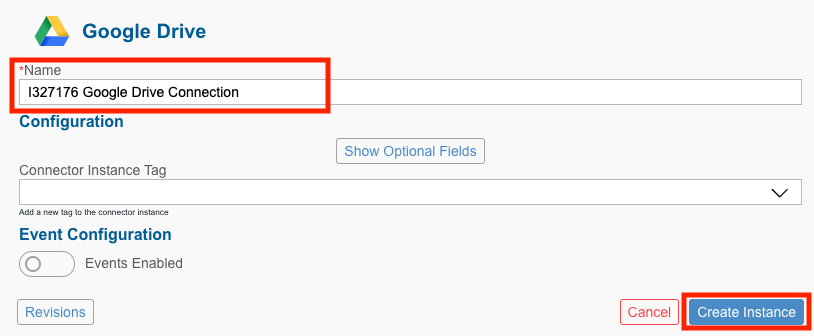 Google Drive
*Name
I327176 Google Drive Connection
Configuration
Show Optional Fields
Connector Instance Tag
Add a new tag to the connector instance
Event Configuration
Events Enabled
Revisions
Cancel
Create Instance